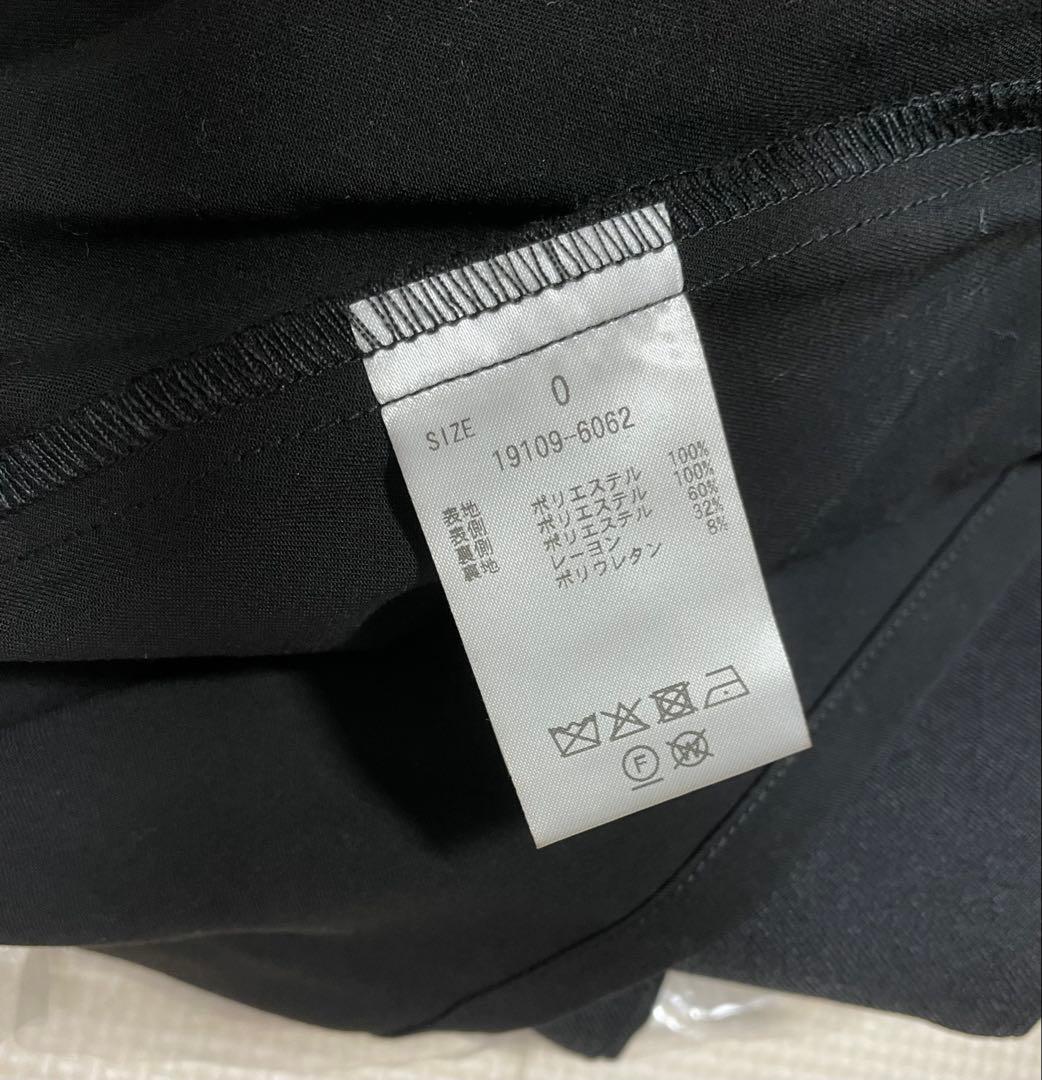 SIZE 0
19109-6062
表地 ポリエステル 100%
表側 ポリエステル 100%
裏側 ポリエステル 60%
裏地 レーヨン 32%
ポリウレタン 8%
F W